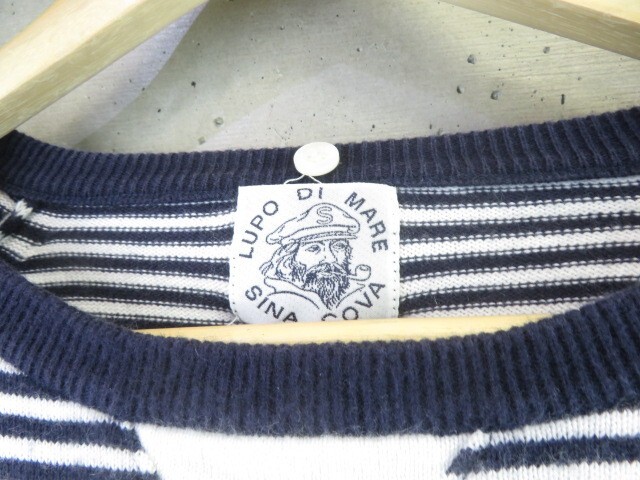 LUPO DI MARE
S
SINA COVA